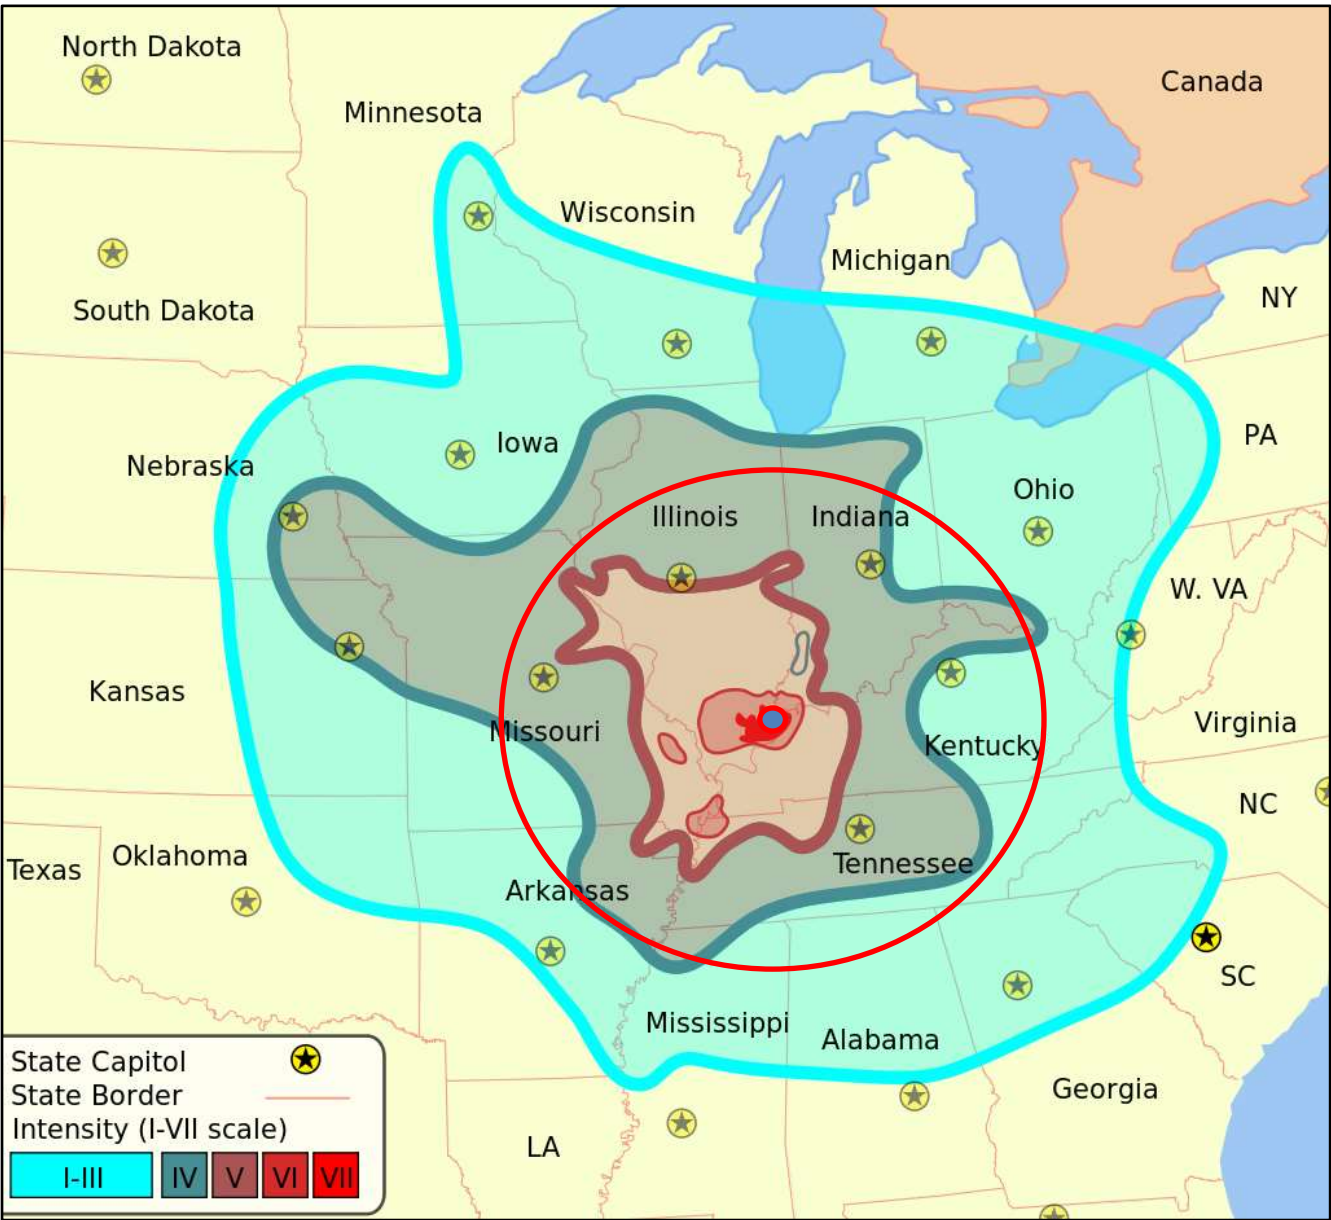 North Dakota
Canada
Minnesota
Wisconsin
Michigan
NY
South Dakota
Iowa
PA
Nebraska
Ohio
Illinois
Indiana
W. VA
Kansas
Missouri
Virginia
Kentucky
NC
Oklahoma
Texas
Tennessee
Arkansas
SC
Mississippi
Alabama
Georgia
LA
State Capitol
State Border
Intensity (I-VII scale)
I-III IV V VI VII